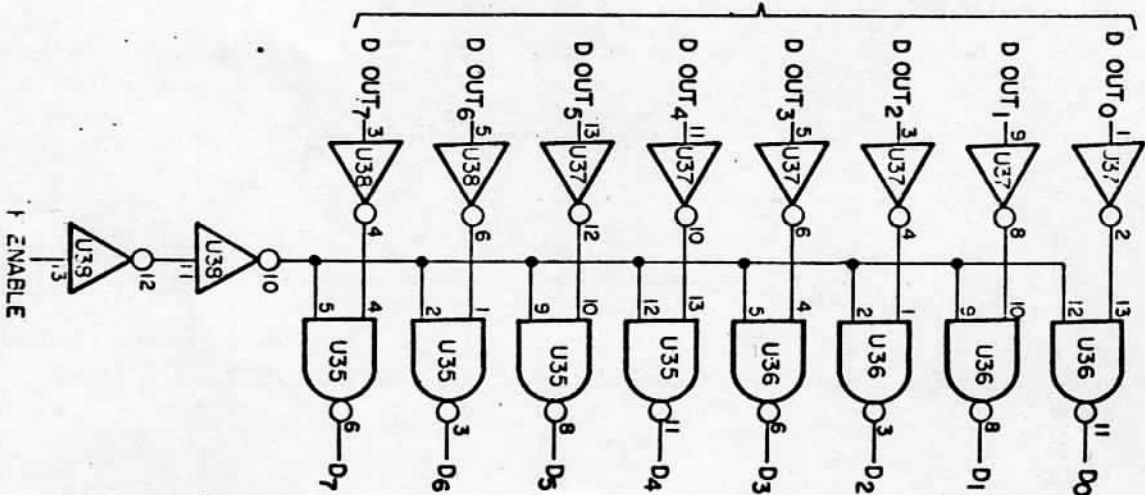 D OUT₀ 1 U37 2 13 U36 11 D₀
12
D OUT₁ 9 U37 8 10 U36 8 D₁
9
D OUT₂ 3 U37 4 1 U36 3 D₂
2
D OUT₃ 5 U37 6 4 U36 6 D₃
5
D OUT₄ 11 U37 10 13 U35 11 D₄
12
D OUT₅ 13 U37 12 10 U35 8 D₅
9
D OUT₆ 5 U38 6 1 U35 3 D₆
2
D OUT₇ 3 U38 4 4 U35 6 D₇
5
10
U38
11
12
U38
13
ENABLE